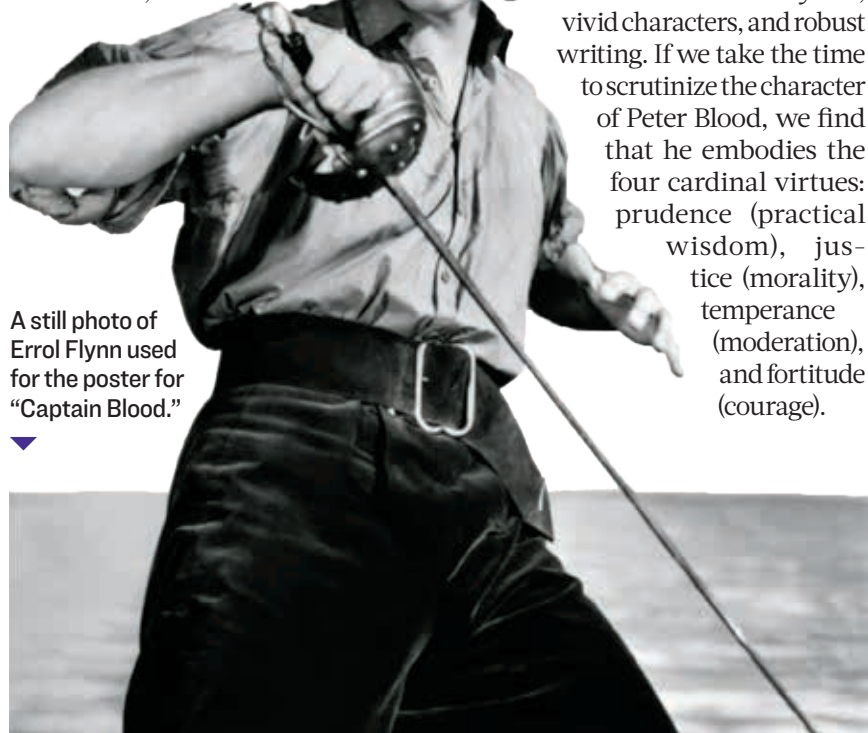 vivid characters, and robust
writing. If we take the time
to scrutinize the character
of Peter Blood, we find
that he embodies the
four cardinal virtues:
prudence (practical
wisdom), jus-
tice (morality),
temperance
(moderation),
and fortitude
(courage).
A still photo of
Errol Flynn used
for the poster for
“Captain Blood.”